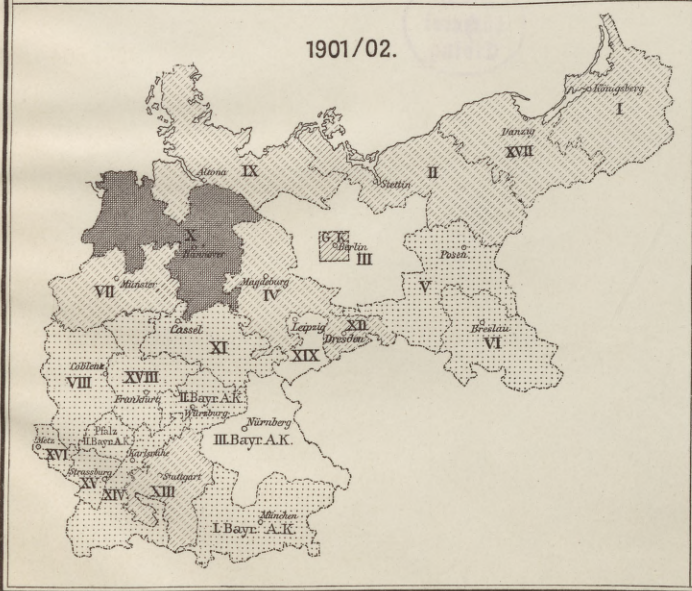 1901/02.
Königsberg
I
Danzig
XVII
IX
Altona
II
Stettin
G.K.
Berlin
III
X
Hannover
Posen
V
VII
Münster
Magdeburg
IV
Cassel
XI
Leipzig
XII
Dresden
XIX
Breslau
VI
Coblenz
VIII
XVIII
Frankfurt
II.Bayr.A.K.
Würzburg
Nürnberg
III.Bayr.A.K.
Pfalz
II.Bayr.A.K.
Metz
XVI
Karlsruhe
Strassburg
XV
XIV
Stuttgart
XIII
München
I.Bayr. A.K.